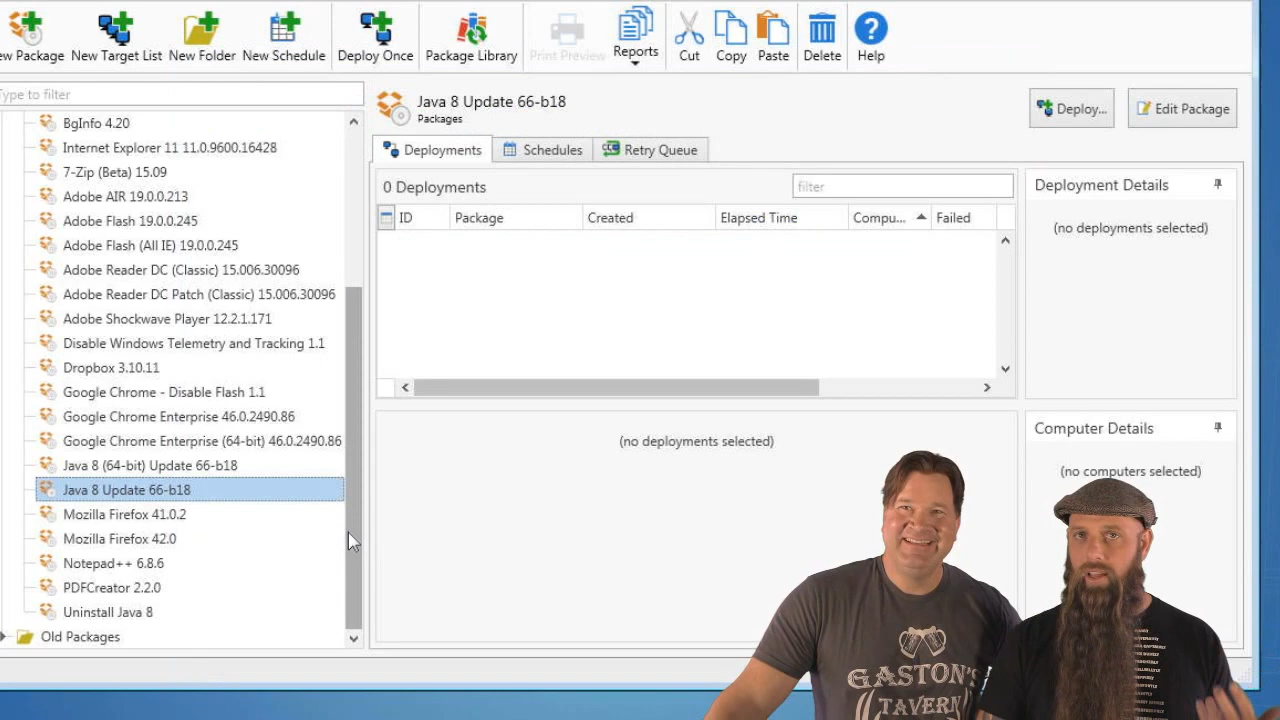 ew Package New Target List New Folder New Schedule Deploy Once Package Library Print Preview Reports Cut Copy Paste Delete Help
Type to filter
BgInfo 4.20
Internet Explorer 11 11.0.9600.16428
7-Zip (Beta) 15.09
Adobe AIR 19.0.0.213
Adobe Flash 19.0.0.245
Adobe Flash (All IE) 19.0.0.245
Adobe Reader DC (Classic) 15.006.30096
Adobe Reader DC Patch (Classic) 15.006.30096
Adobe Shockwave Player 12.2.1.171
Disable Windows Telemetry and Tracking 1.1
Dropbox 3.10.11
Google Chrome - Disable Flash 1.1
Google Chrome Enterprise 46.0.2490.86
Google Chrome Enterprise (64-bit) 46.0.2490.86
Java 8 (64-bit) Update 66-b18
Java 8 Update 66-b18
Mozilla Firefox 41.0.2
Mozilla Firefox 42.0
Notepad++ 6.8.6
PDFCreator 2.2.0
Uninstall Java 8
Old Packages
Java 8 Update 66-b18
Packages
Deploy... Edit Package
Deployments Schedules Retry Queue
0 Deployments filter
ID Package Created Elapsed Time Compu... Failed
(no deployments selected)
Deployment Details
(no deployments selected)
Computer Details
(no computers selected)
GASTON'S
TAVERN